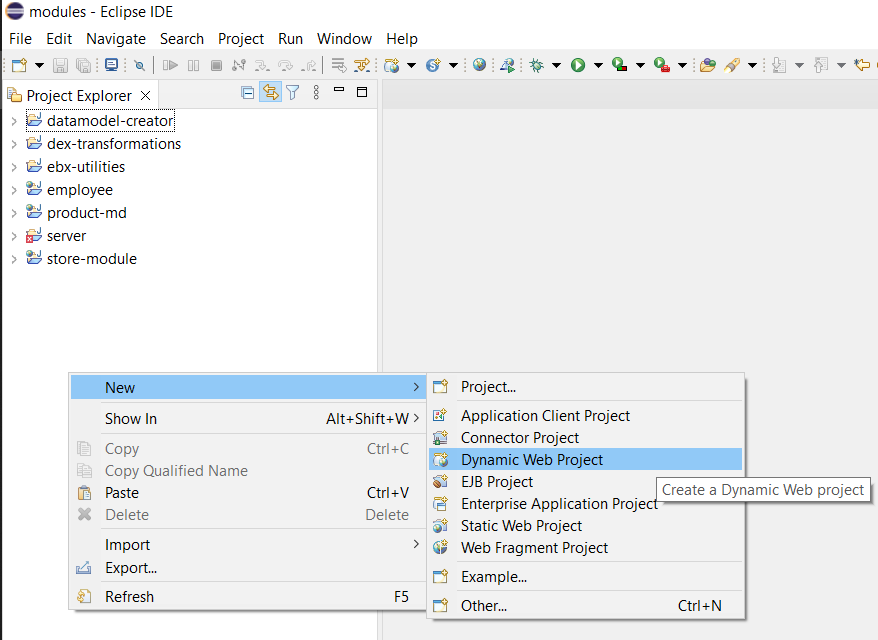 modules - Eclipse IDE
File Edit Navigate Search Project Run Window Help
Project Explorer
datamodel-creator
dex-transformations
ebx-utilities
employee
product-md
server
store-module
New
Show In Alt+Shift+W
Copy Ctrl+C
Copy Qualified Name
Paste Ctrl+V
Delete Delete
Import
Export...
Refresh F5
Project...
Application Client Project
Connector Project
Dynamic Web Project
EJB Project
Enterprise Application Project
Static Web Project
Web Fragment Project
Example...
Other... Ctrl+N
Create a Dynamic Web project